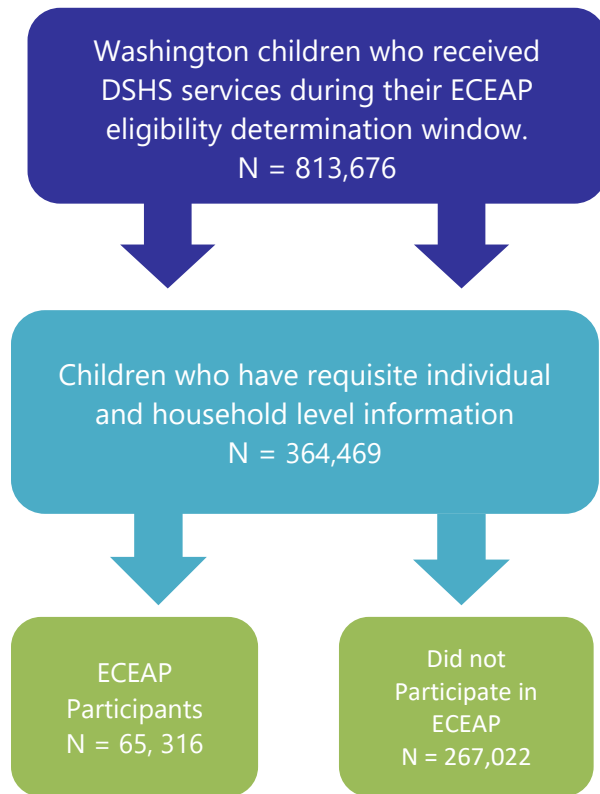 Washington children who received
DSHS services during their ECEAP
eligibility determination window.
N = 813,676
Children who have requisite individual
and household level information
N = 364,469
ECEAP
Participants
N = 65, 316
Did not
Participate in
ECEAP
N = 267,022